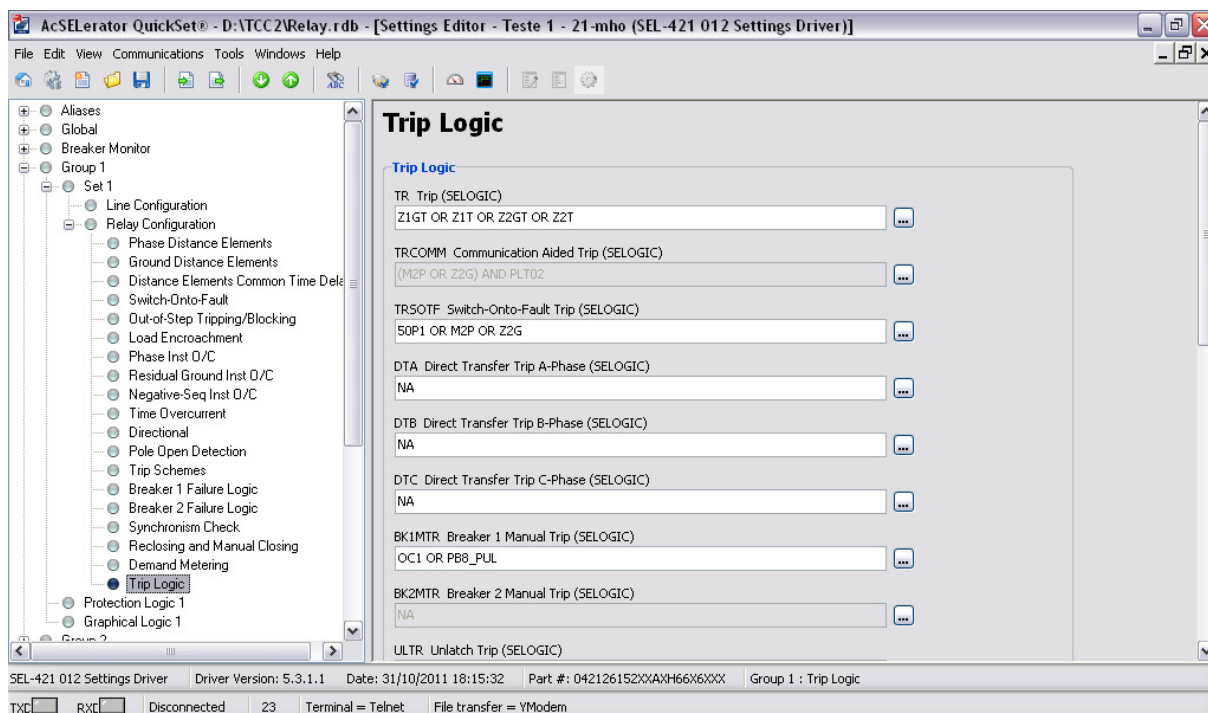 AcSELerator QuickSet® - D:\TCC2\Relay.rdb - [Settings Editor - Teste 1 - 21-mho (SEL-421 012 Settings Driver)]
File Edit View Communications Tools Windows Help
Aliases
Global
Breaker Monitor
Group 1
Set 1
Line Configuration
Relay Configuration
Phase Distance Elements
Ground Distance Elements
Distance Elements Common Time Dela
Switch-Onto-Fault
Out-of-Step Tripping/Blocking
Load Encroachment
Phase Inst O/C
Residual Ground Inst O/C
Negative-Seq Inst O/C
Time Overcurrent
Directional
Pole Open Detection
Trip Schemes
Breaker 1 Failure Logic
Breaker 2 Failure Logic
Synchronism Check
Reclosing and Manual Closing
Demand Metering
Trip Logic
Protection Logic 1
Graphical Logic 1
Group 2
Trip Logic
Trip Logic
TR Trip (SELOGIC)
Z1GT OR Z1T OR Z2GT OR Z2T
...
TRCOMM Communication Aided Trip (SELOGIC)
(M2P OR Z2G) AND PLT02
...
TRSOTF Switch-Onto-Fault Trip (SELOGIC)
50P1 OR M2P OR Z2G
...
DTA Direct Transfer Trip A-Phase (SELOGIC)
NA
...
DTB Direct Transfer Trip B-Phase (SELOGIC)
NA
...
DTC Direct Transfer Trip C-Phase (SELOGIC)
NA
...
BK1MTR Breaker 1 Manual Trip (SELOGIC)
OC1 OR PB8_PUL
...
BK2MTR Breaker 2 Manual Trip (SELOGIC)
NA
...
ULTR Unlatch Trip (SELOGIC)
SEL-421 012 Settings Driver Driver Version: 5.3.1.1 Date: 31/10/2011 18:15:32 Part #: 042126152XXAXH66X6XXX Group 1 : Trip Logic
TXD RXD Disconnected 23 Terminal = Telnet File transfer = YModem